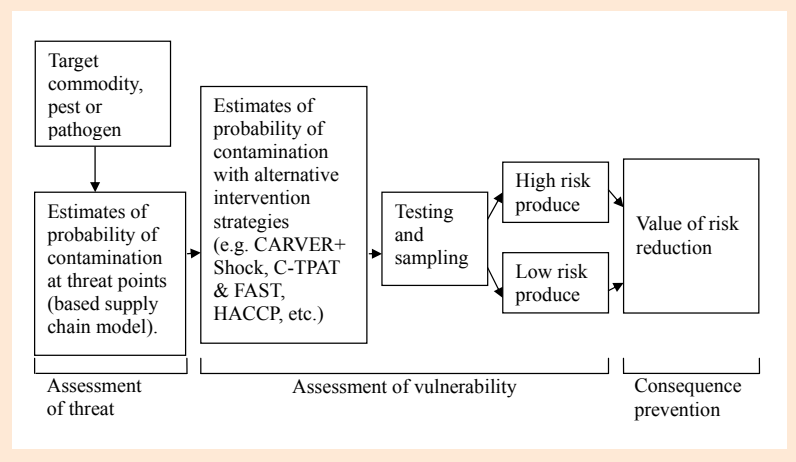 Target
commodity,
pest or
pathogen
Estimates of
probability of
contamination
at threat points
(based supply
chain model).
Estimates of
probability of
contamination
with alternative
intervention
strategies
(e.g. CARVER+
Shock, C-TPAT
& FAST,
HACCP, etc.)
Testing
and
sampling
High risk
produce
Low risk
produce
Value of risk
reduction
Assessment
of threat
Assessment of vulnerability
Consequence
prevention